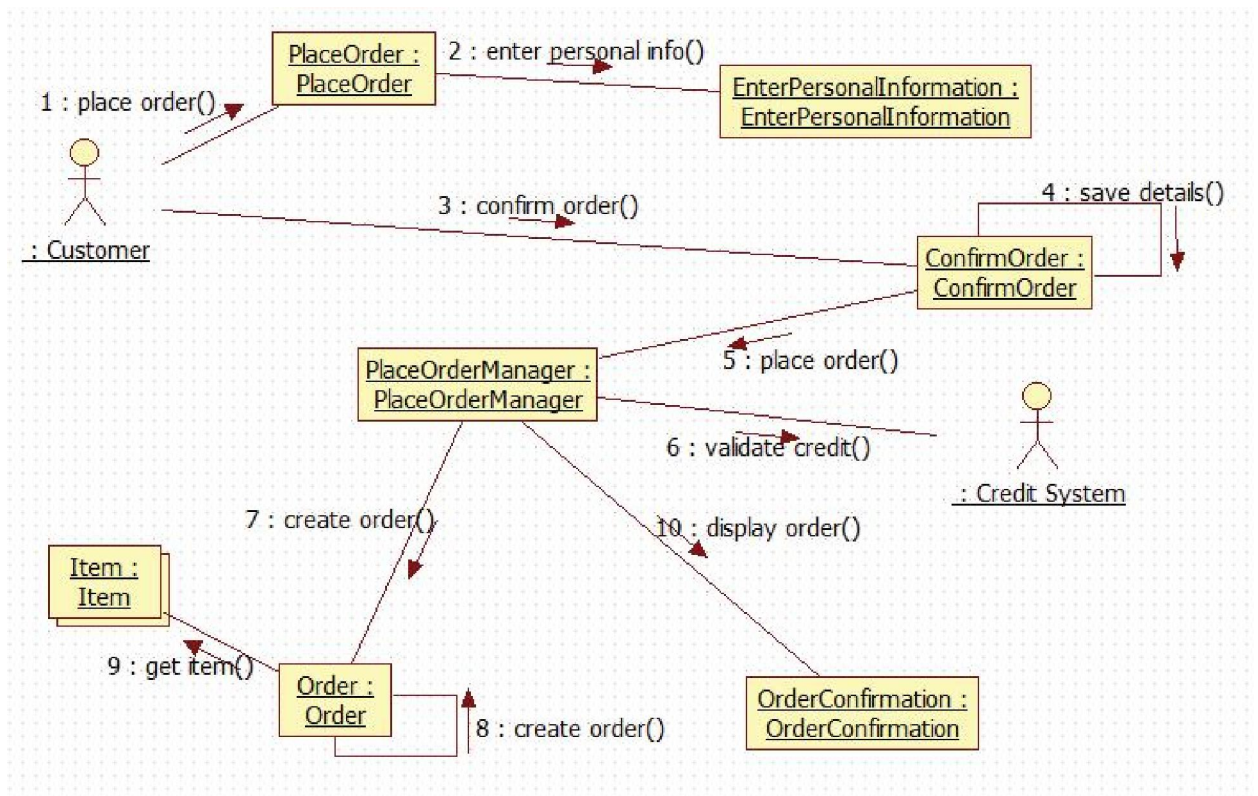 PlaceOrder :
PlaceOrder
2 : enter personal info()
EnterPersonalInformation :
EnterPersonalInformation
1 : place order()
: Customer
3 : confirm order()
4 : save details()
ConfirmOrder :
ConfirmOrder
PlaceOrderManager :
PlaceOrderManager
5 : place order()
6 : validate credit()
: Credit System
7 : create order()
10 : display order()
Item :
Item
9 : get item()
Order :
Order
8 : create order()
OrderConfirmation :
OrderConfirmation